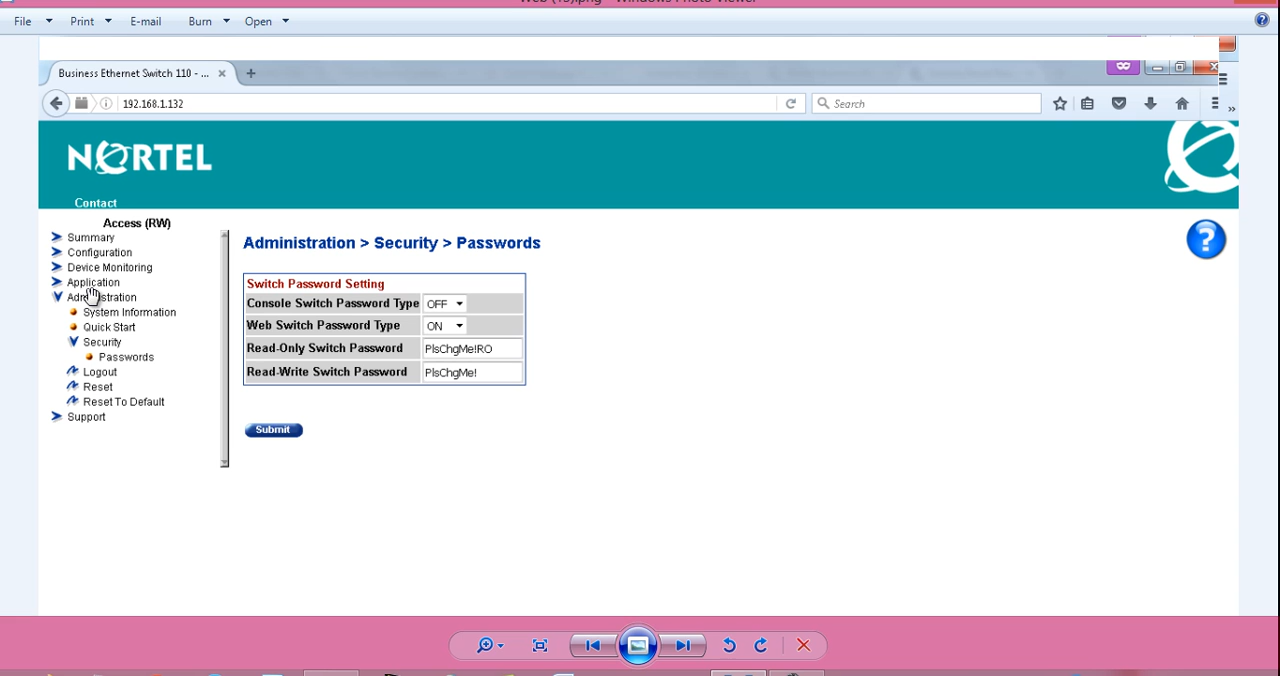 File Print E-mail Burn Open
Business Ethernet Switch 110 - ...
192.168.1.132 Search
NORTEL
Contact
Access (RW)
Summary
Configuration
Device Monitoring
Application
Administration
System Information
Quick Start
Security
Passwords
Logout
Reset
Reset To Default
Support
Administration > Security > Passwords
Switch Password Setting
Console Switch Password Type OFF
Web Switch Password Type ON
Read-Only Switch Password PlsChgMe!RO
Read-Write Switch Password PlsChgMe!
Submit